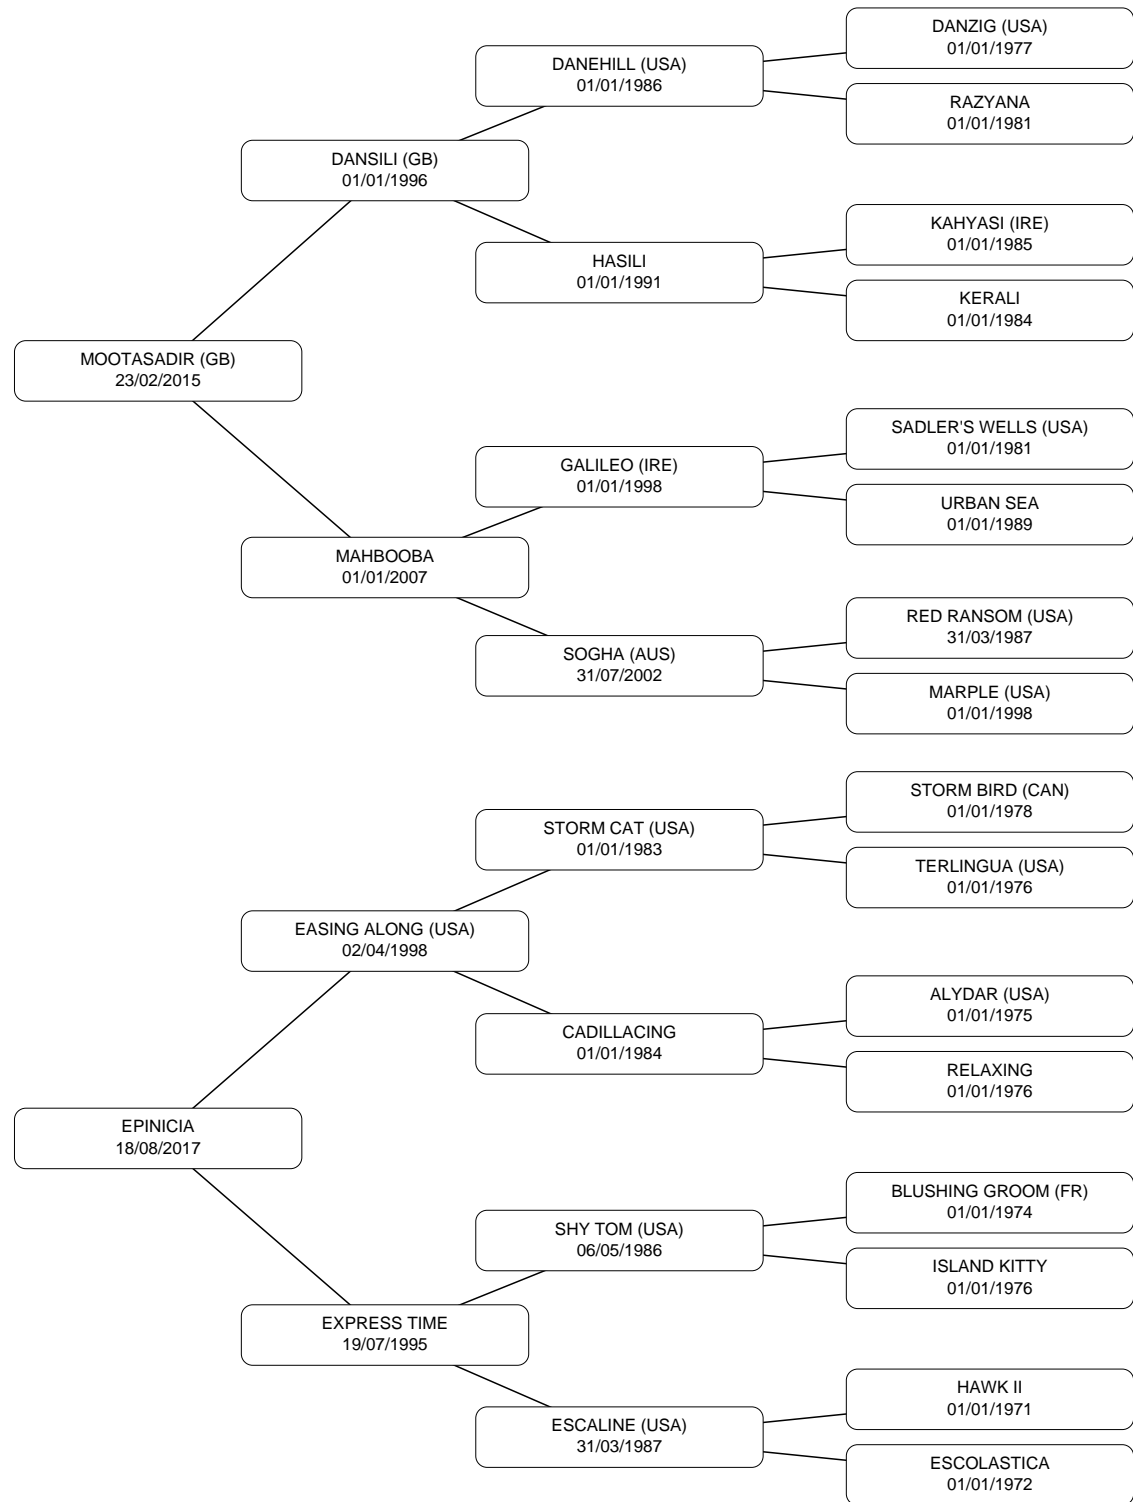 DANZIG (USA)
01/01/1977
DANEHILL (USA)
01/01/1986
RAZYANA
01/01/1981
DANSILI (GB)
01/01/1996
KAHYASI (IRE)
01/01/1985
HASILI
01/01/1991
KERALI
01/01/1984
MOOTASADIR (GB)
23/02/2015
SADLER'S WELLS (USA)
01/01/1981
GALILEO (IRE)
01/01/1998
URBAN SEA
01/01/1989
MAHBOOBA
01/01/2007
RED RANSOM (USA)
31/03/1987
SOGHA (AUS)
31/07/2002
MARPLE (USA)
01/01/1998
STORM BIRD (CAN)
01/01/1978
STORM CAT (USA)
01/01/1983
TERLINGUA (USA)
01/01/1976
EASING ALONG (USA)
02/04/1998
ALYDAR (USA)
01/01/1975
CADILLACING
01/01/1984
RELAXING
01/01/1976
EPINICIA
18/08/2017
BLUSHING GROOM (FR)
01/01/1974
SHY TOM (USA)
06/05/1986
ISLAND KITTY
01/01/1976
EXPRESS TIME
19/07/1995
HAWK II
01/01/1971
ESCALINE (USA)
31/03/1987
ESCOLASTICA
01/01/1972